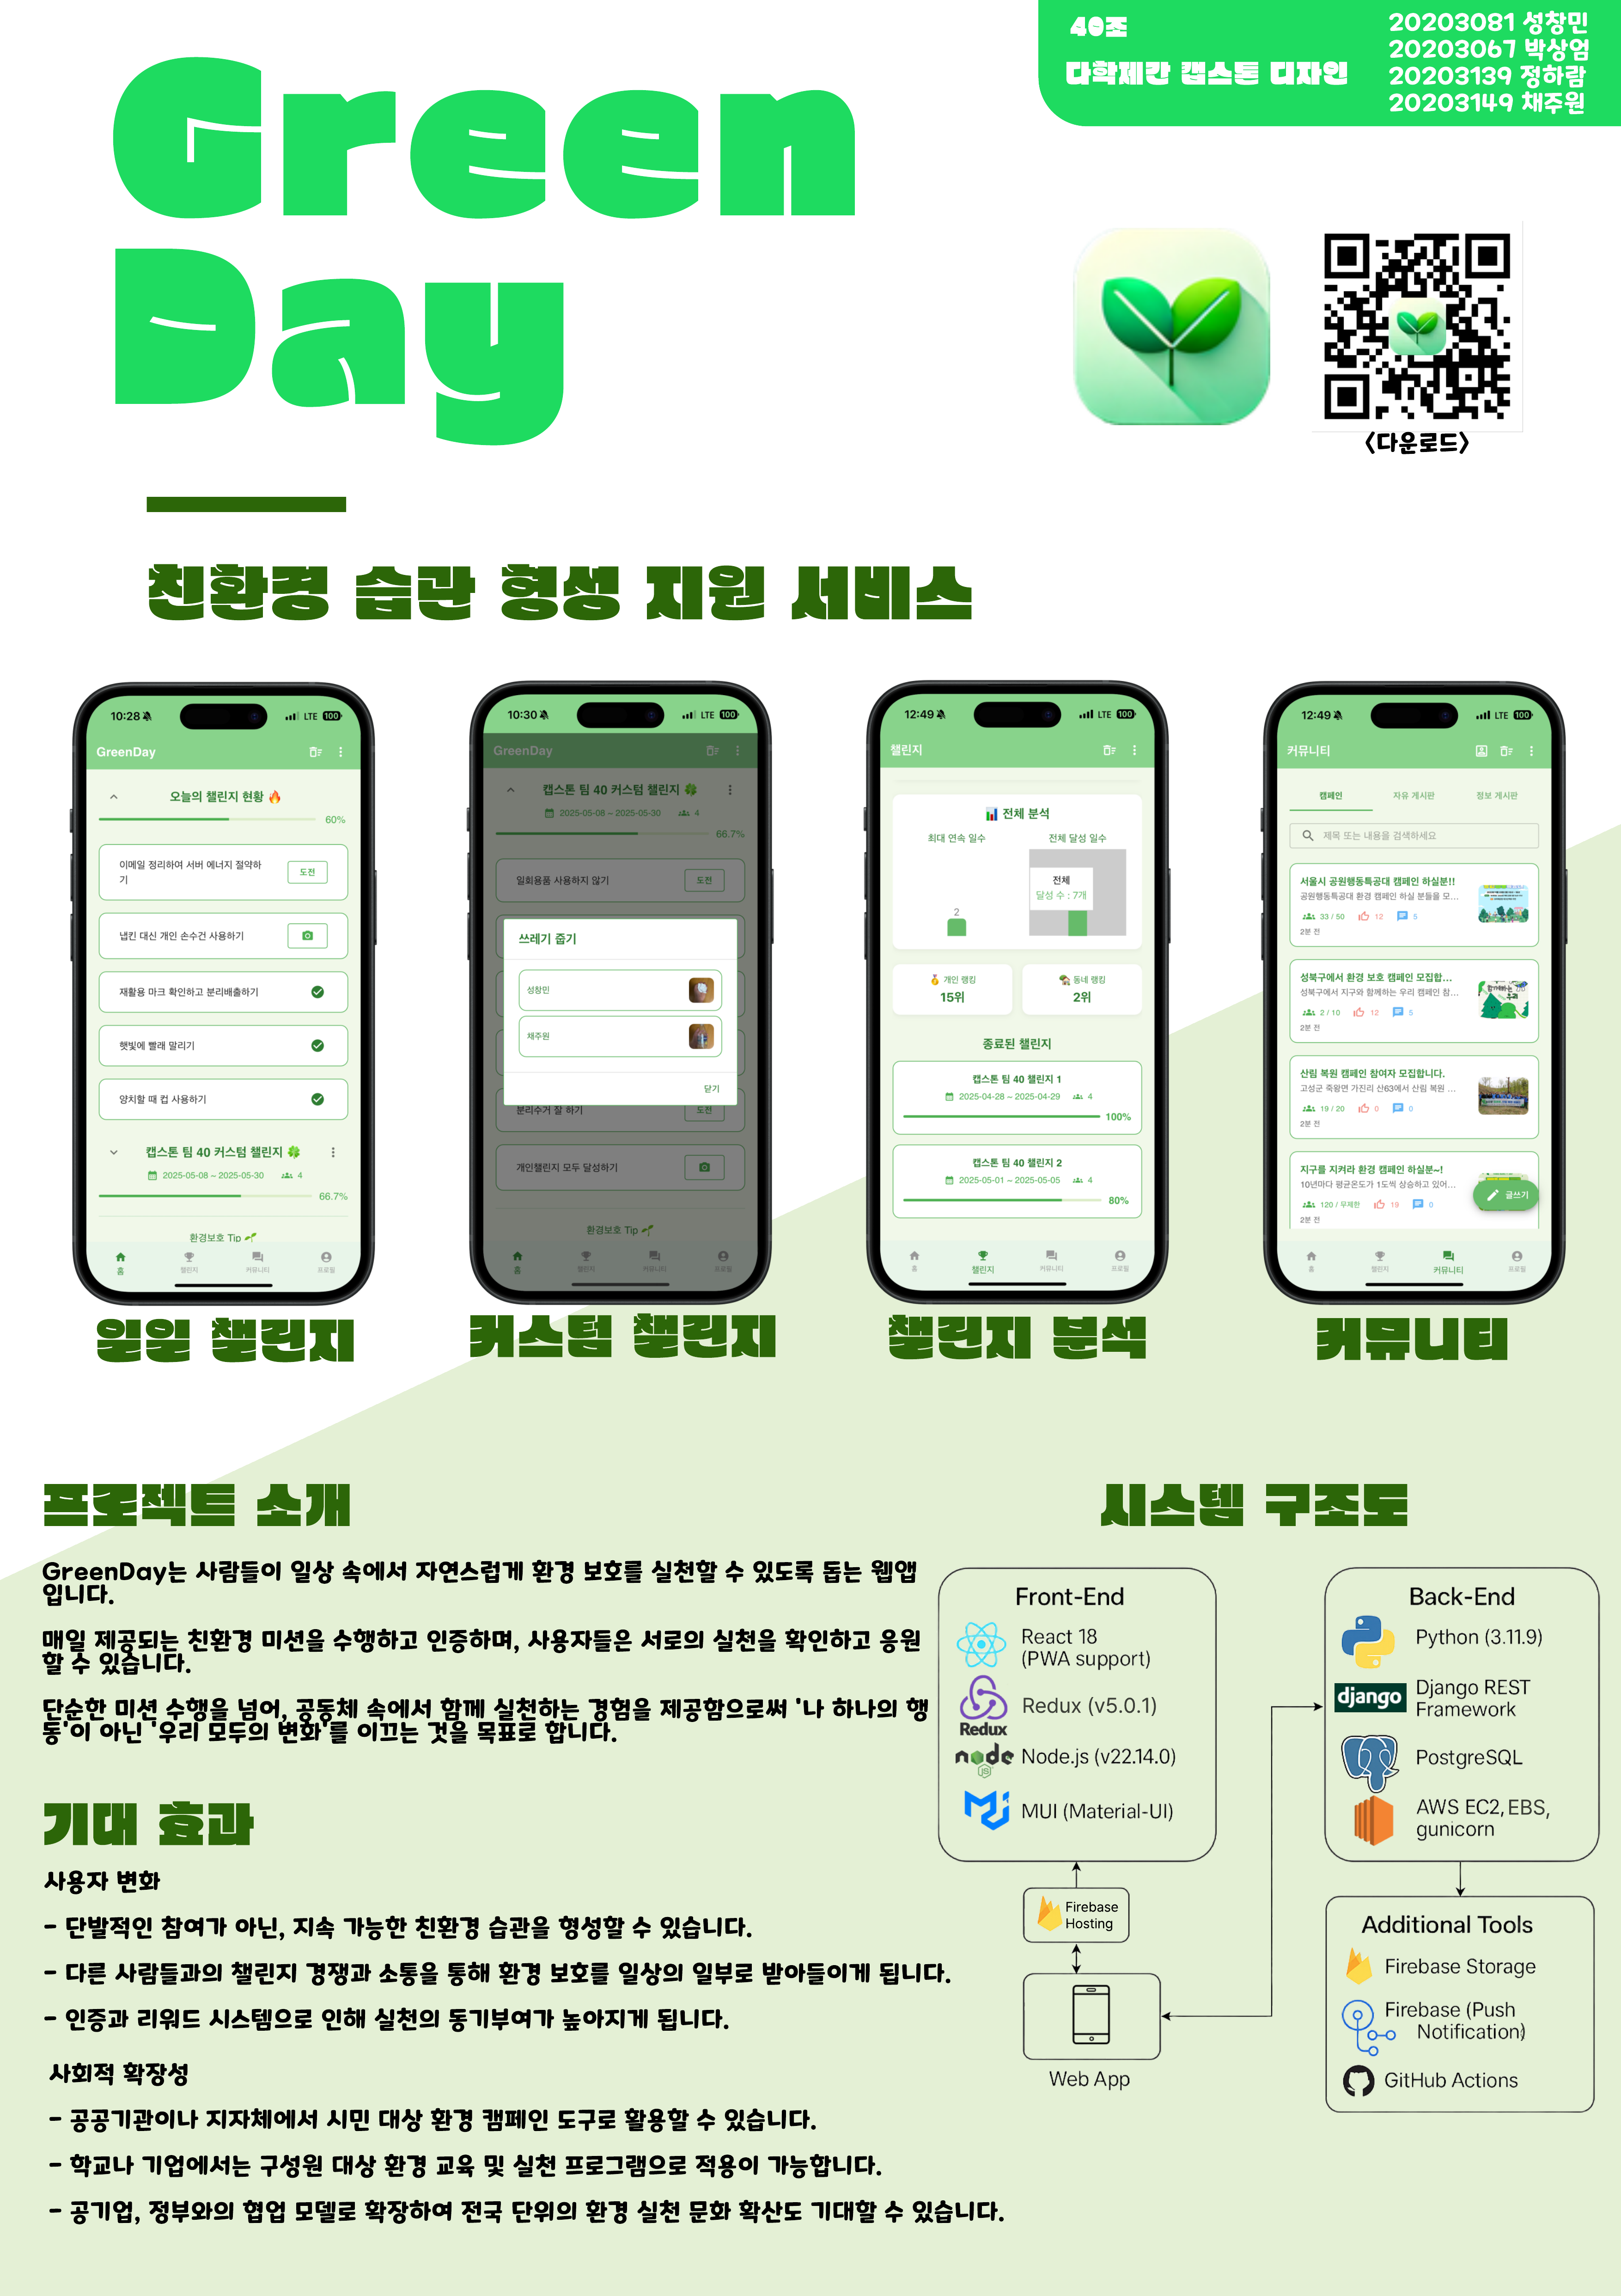 40조
다학제간 캡스톤 디자인
20203081 성창민
20203067 박상엄
20203139 정하람
20203149 채주원
Green
Day
<다운로드>
친환경 습관 형성 지원 서비스
10:28 LTE 100
GreenDay
오늘의 챌린지 현황 🔥
60%
이메일 정리하여 서버 에너지 절약하
기
도전
냅킨 대신 개인 손수건 사용하기
재활용 마크 확인하고 분리배출하기
햇빛에 빨래 말리기
양치할 때 컵 사용하기
캡스톤 팀 40 커스텀 챌린지 🍀
2025-05-08 ~ 2025-05-30 4
66.7%
환경보호 Tip 🌱
홈 챌린지 커뮤니티 프로필
일일 챌린지
10:30 LTE 100
GreenDay
캡스톤 팀 40 커스텀 챌린지 🍀
2025-05-08 ~ 2025-05-30 4
66.7%
일회용품 사용하지 않기 도전
쓰레기 줍기
성창민
채주원
닫기
분리수거 잘 하기 도전
개인챌린지 모두 달성하기
환경보호 Tip 🌱
홈 챌린지 커뮤니티 프로필
커스텀 챌린지
12:49 LTE 100
챌린지
📊 전체 분석
최대 연속 일수 전체 달성 일수
전체
달성 수 : 7개
2
🏅 개인 랭킹
15위
🏡 동네 랭킹
2위
종료된 챌린지
캡스톤 팀 40 챌린지 1
2025-04-28 ~ 2025-04-29 4
100%
캡스톤 팀 40 챌린지 2
2025-05-01 ~ 2025-05-05 4
80%
홈 챌린지 커뮤니티 프로필
챌린지 분석
12:49 LTE 100
커뮤니티
캠페인 자유 게시판 정보 게시판
제목 또는 내용을 검색하세요
서울시 공원행동특공대 캠페인 하실분!!
공원행동특공대 환경 캠페인 하실 분들을 모...
33 / 50 12 5
2분 전
성북구에서 환경 보호 캠페인 모집합...
성북구에서 지구와 함께하는 우리 캠페인 참...
2 / 10 12 5
2분 전
산림 복원 캠페인 참여자 모집합니다.
고성군 죽왕면 가진리 산63에서 산림 복원 ...
19 / 20 0 0
2분 전
지구를 지켜라 환경 캠페인 하실분~!
10년마다 평균온도가 1도씩 상승하고 있어...
120 / 무제한 19 0
2분 전
글쓰기
홈 챌린지 커뮤니티 프로필
커뮤니티
프로젝트 소개
GreenDay는 사람들이 일상 속에서 자연스럽게 환경 보호를 실천할 수 있도록 돕는 웹앱
입니다.
매일 제공되는 친환경 미션을 수행하고 인증하며, 사용자들은 서로의 실천을 확인하고 응원
할 수 있습니다.
단순한 미션 수행을 넘어, 공동체 속에서 함께 실천하는 경험을 제공함으로써 '나 하나의 행
동'이 아닌 '우리 모두의 변화'를 이끄는 것을 목표로 합니다.
기대 효과
사용자 변화
- 단발적인 참여가 아닌, 지속 가능한 친환경 습관을 형성할 수 있습니다.
- 다른 사람들과의 챌린지 경쟁과 소통을 통해 환경 보호를 일상의 일부로 받아들이게 됩니다.
- 인증과 리워드 시스템으로 인해 실천의 동기부여가 높아지게 됩니다.
사회적 확장성
- 공공기관이나 지자체에서 시민 대상 환경 캠페인 도구로 활용할 수 있습니다.
- 학교나 기업에서는 구성원 대상 환경 교육 및 실천 프로그램으로 적용이 가능합니다.
- 공기업, 정부와의 협업 모델로 확장하여 전국 단위의 환경 실천 문화 확산도 기대할 수 있습니다.
시스템 구조도
Front-End
React 18
(PWA support)
Redux
Redux (v5.0.1)
node
JS
Node.js (v22.14.0)
MUI (Material-UI)
Firebase
Hosting
Web App
Back-End
Python (3.11.9)
django
Django REST
Framework
PostgreSQL
AWS EC2, EBS,
gunicorn
Additional Tools
Firebase Storage
Firebase (Push
Notification)
GitHub Actions